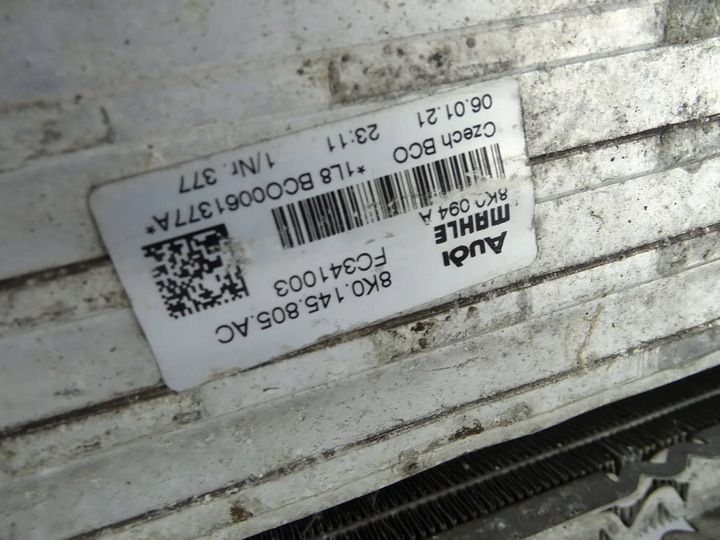 8K0.145.805.AC
FC341003
Audi
MAHLE
8K0 094 A
*1L8 BCO00061377A*
Czech BCO
1/Nr. 377
23:11
06.01.21